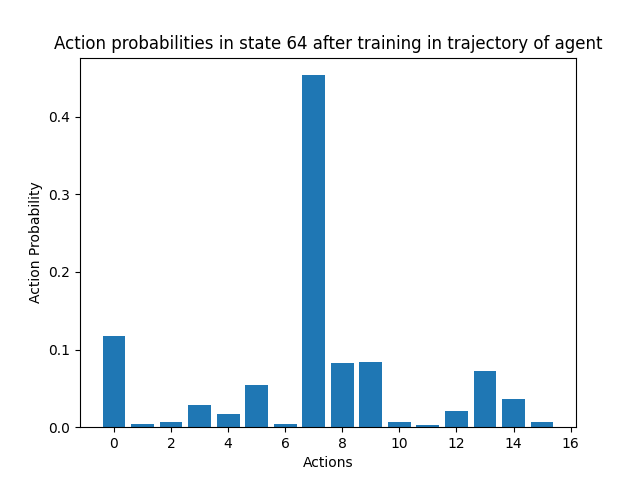 Action probabilities in state 64 after training in trajectory of agent
Action Probability
0.4
0.3
0.2
0.1
0.0
0 2 4 6 8 10 12 14 16
Actions